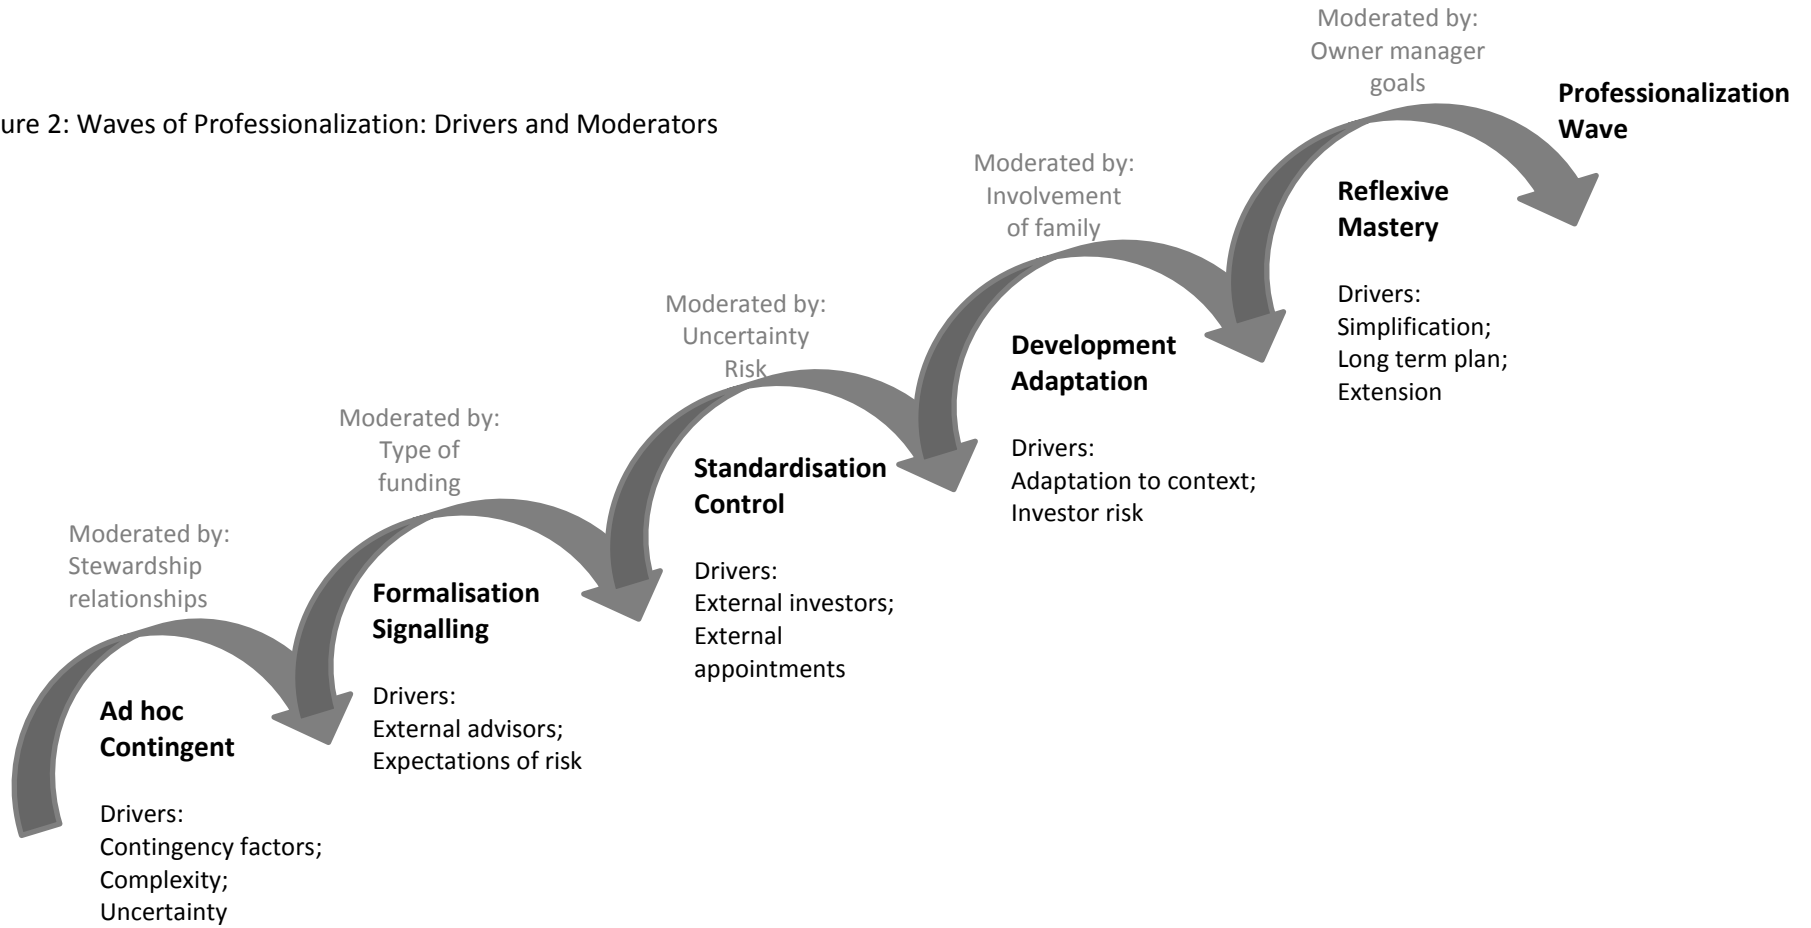 ure 2: Waves of Professionalization: Drivers and Moderators
Moderated by:
Stewardship
relationships
Ad hoc
Contingent
Drivers:
Contingency factors;
Complexity;
Uncertainty
Moderated by:
Type of
funding
Formalisation
Signalling
Drivers:
External advisors;
Expectations of risk
Moderated by:
Uncertainty
Risk
Standardisation
Control
Drivers:
External investors;
External
appointments
Moderated by:
Involvement
of family
Development
Adaptation
Drivers:
Adaptation to context;
Investor risk
Moderated by:
Owner manager
goals
Reflexive
Mastery
Drivers:
Simplification;
Long term plan;
Extension
Professionalization
Wave